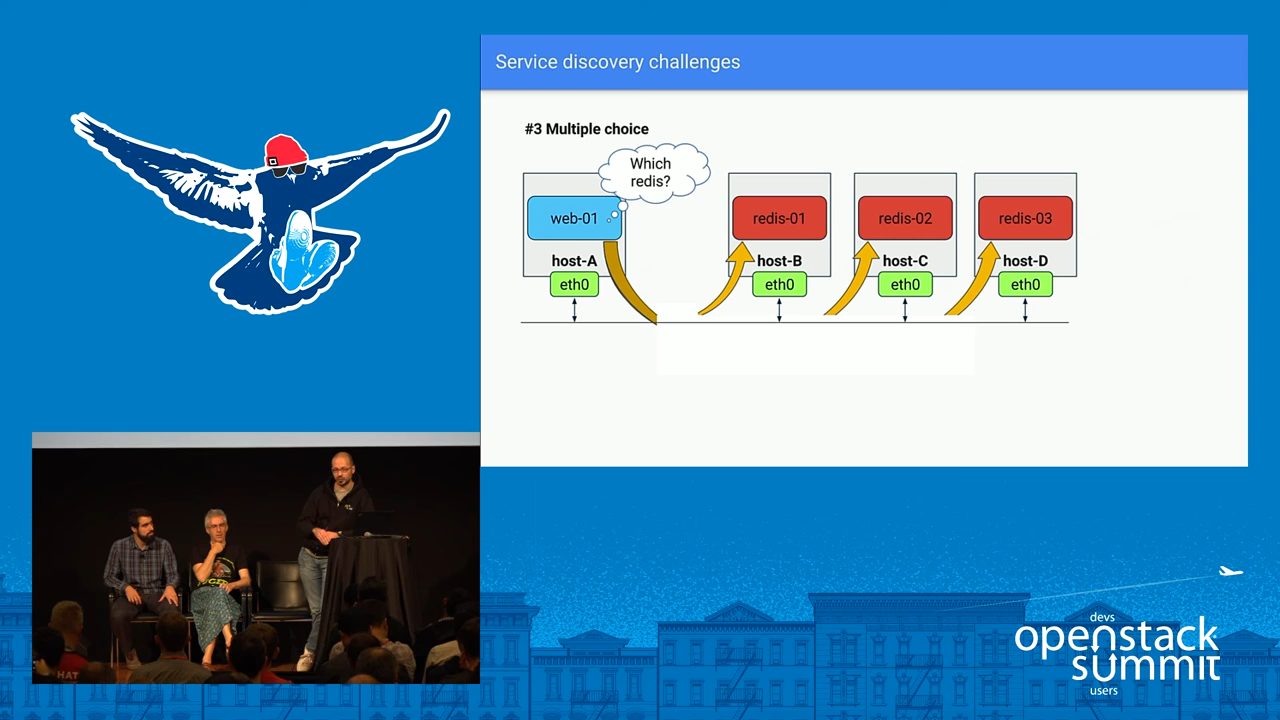 Service discovery challenges
#3 Multiple choice
Which
redis?
web-01
redis-01
redis-02
redis-03
host-A
host-B
host-C
host-D
eth0
eth0
eth0
eth0
HAT
devs
openstack
summit
users